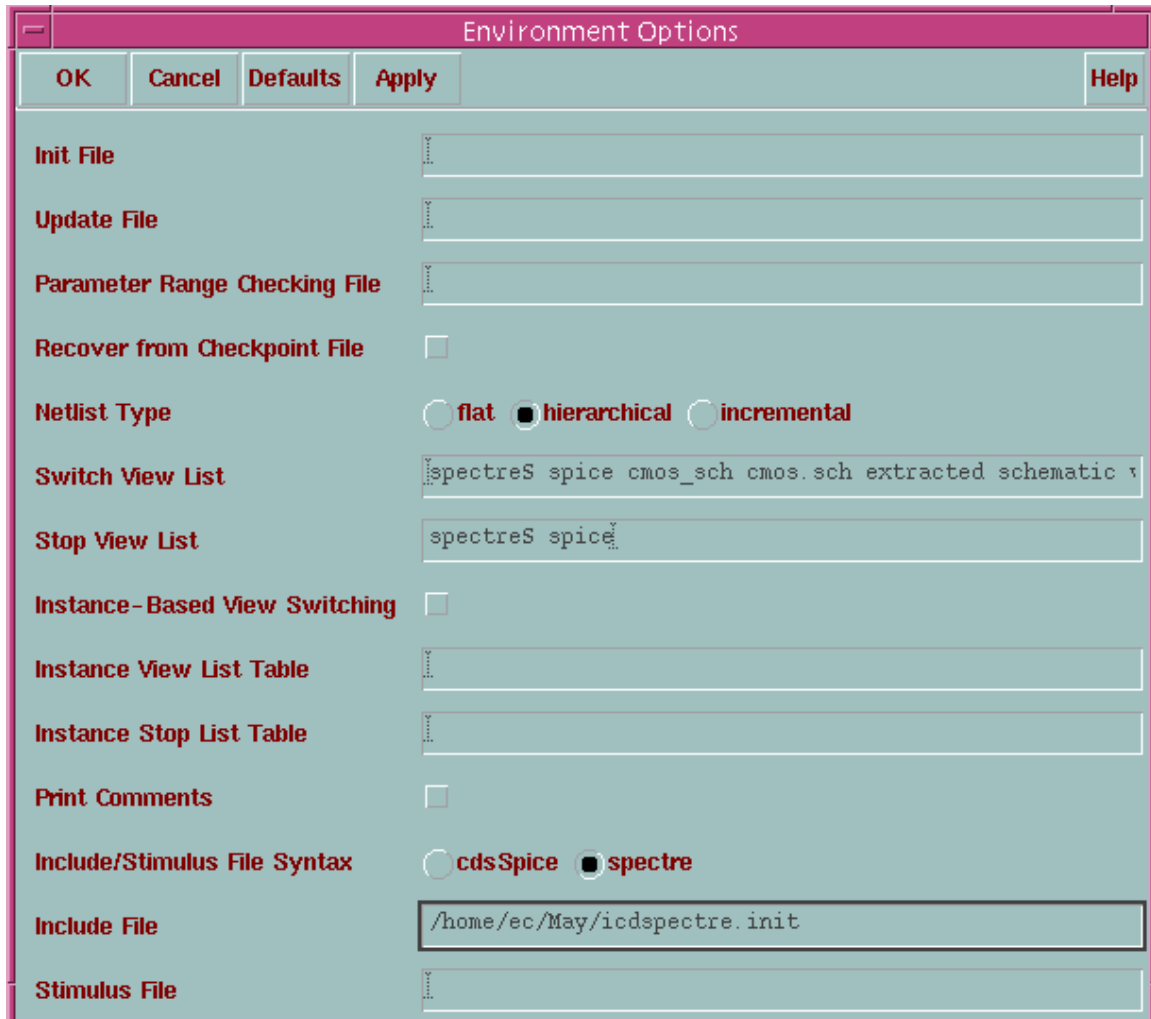 Environment Options
OK Cancel Defaults Apply Help
Init File
Update File
Parameter Range Checking File
Recover from Checkpoint File
Netlist Type flat hierarchical incremental
Switch View List spectreS spice cmos_sch cmos.sch extracted schematic
Stop View List spectreS spice
Instance-Based View Switching
Instance View List Table
Instance Stop List Table
Print Comments
Include/Stimulus File Syntax cdsSpice spectre
Include File /home/ec/May/icdspectre.init
Stimulus File